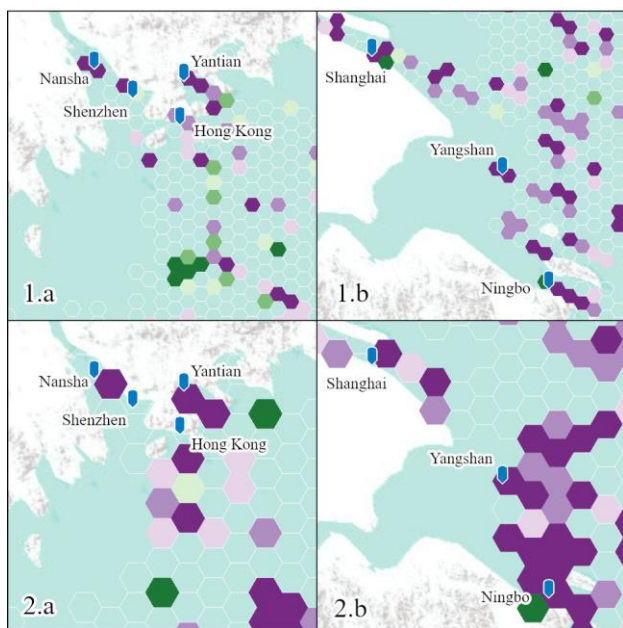 Nansha
Yantian
Shenzhen
Hong Kong
1.a
Shanghai
Yangshan
Ningbo
1.b
Nansha
Yantian
Shenzhen
Hong Kong
2.a
Shanghai
Yangshan
Ningbo
2.b